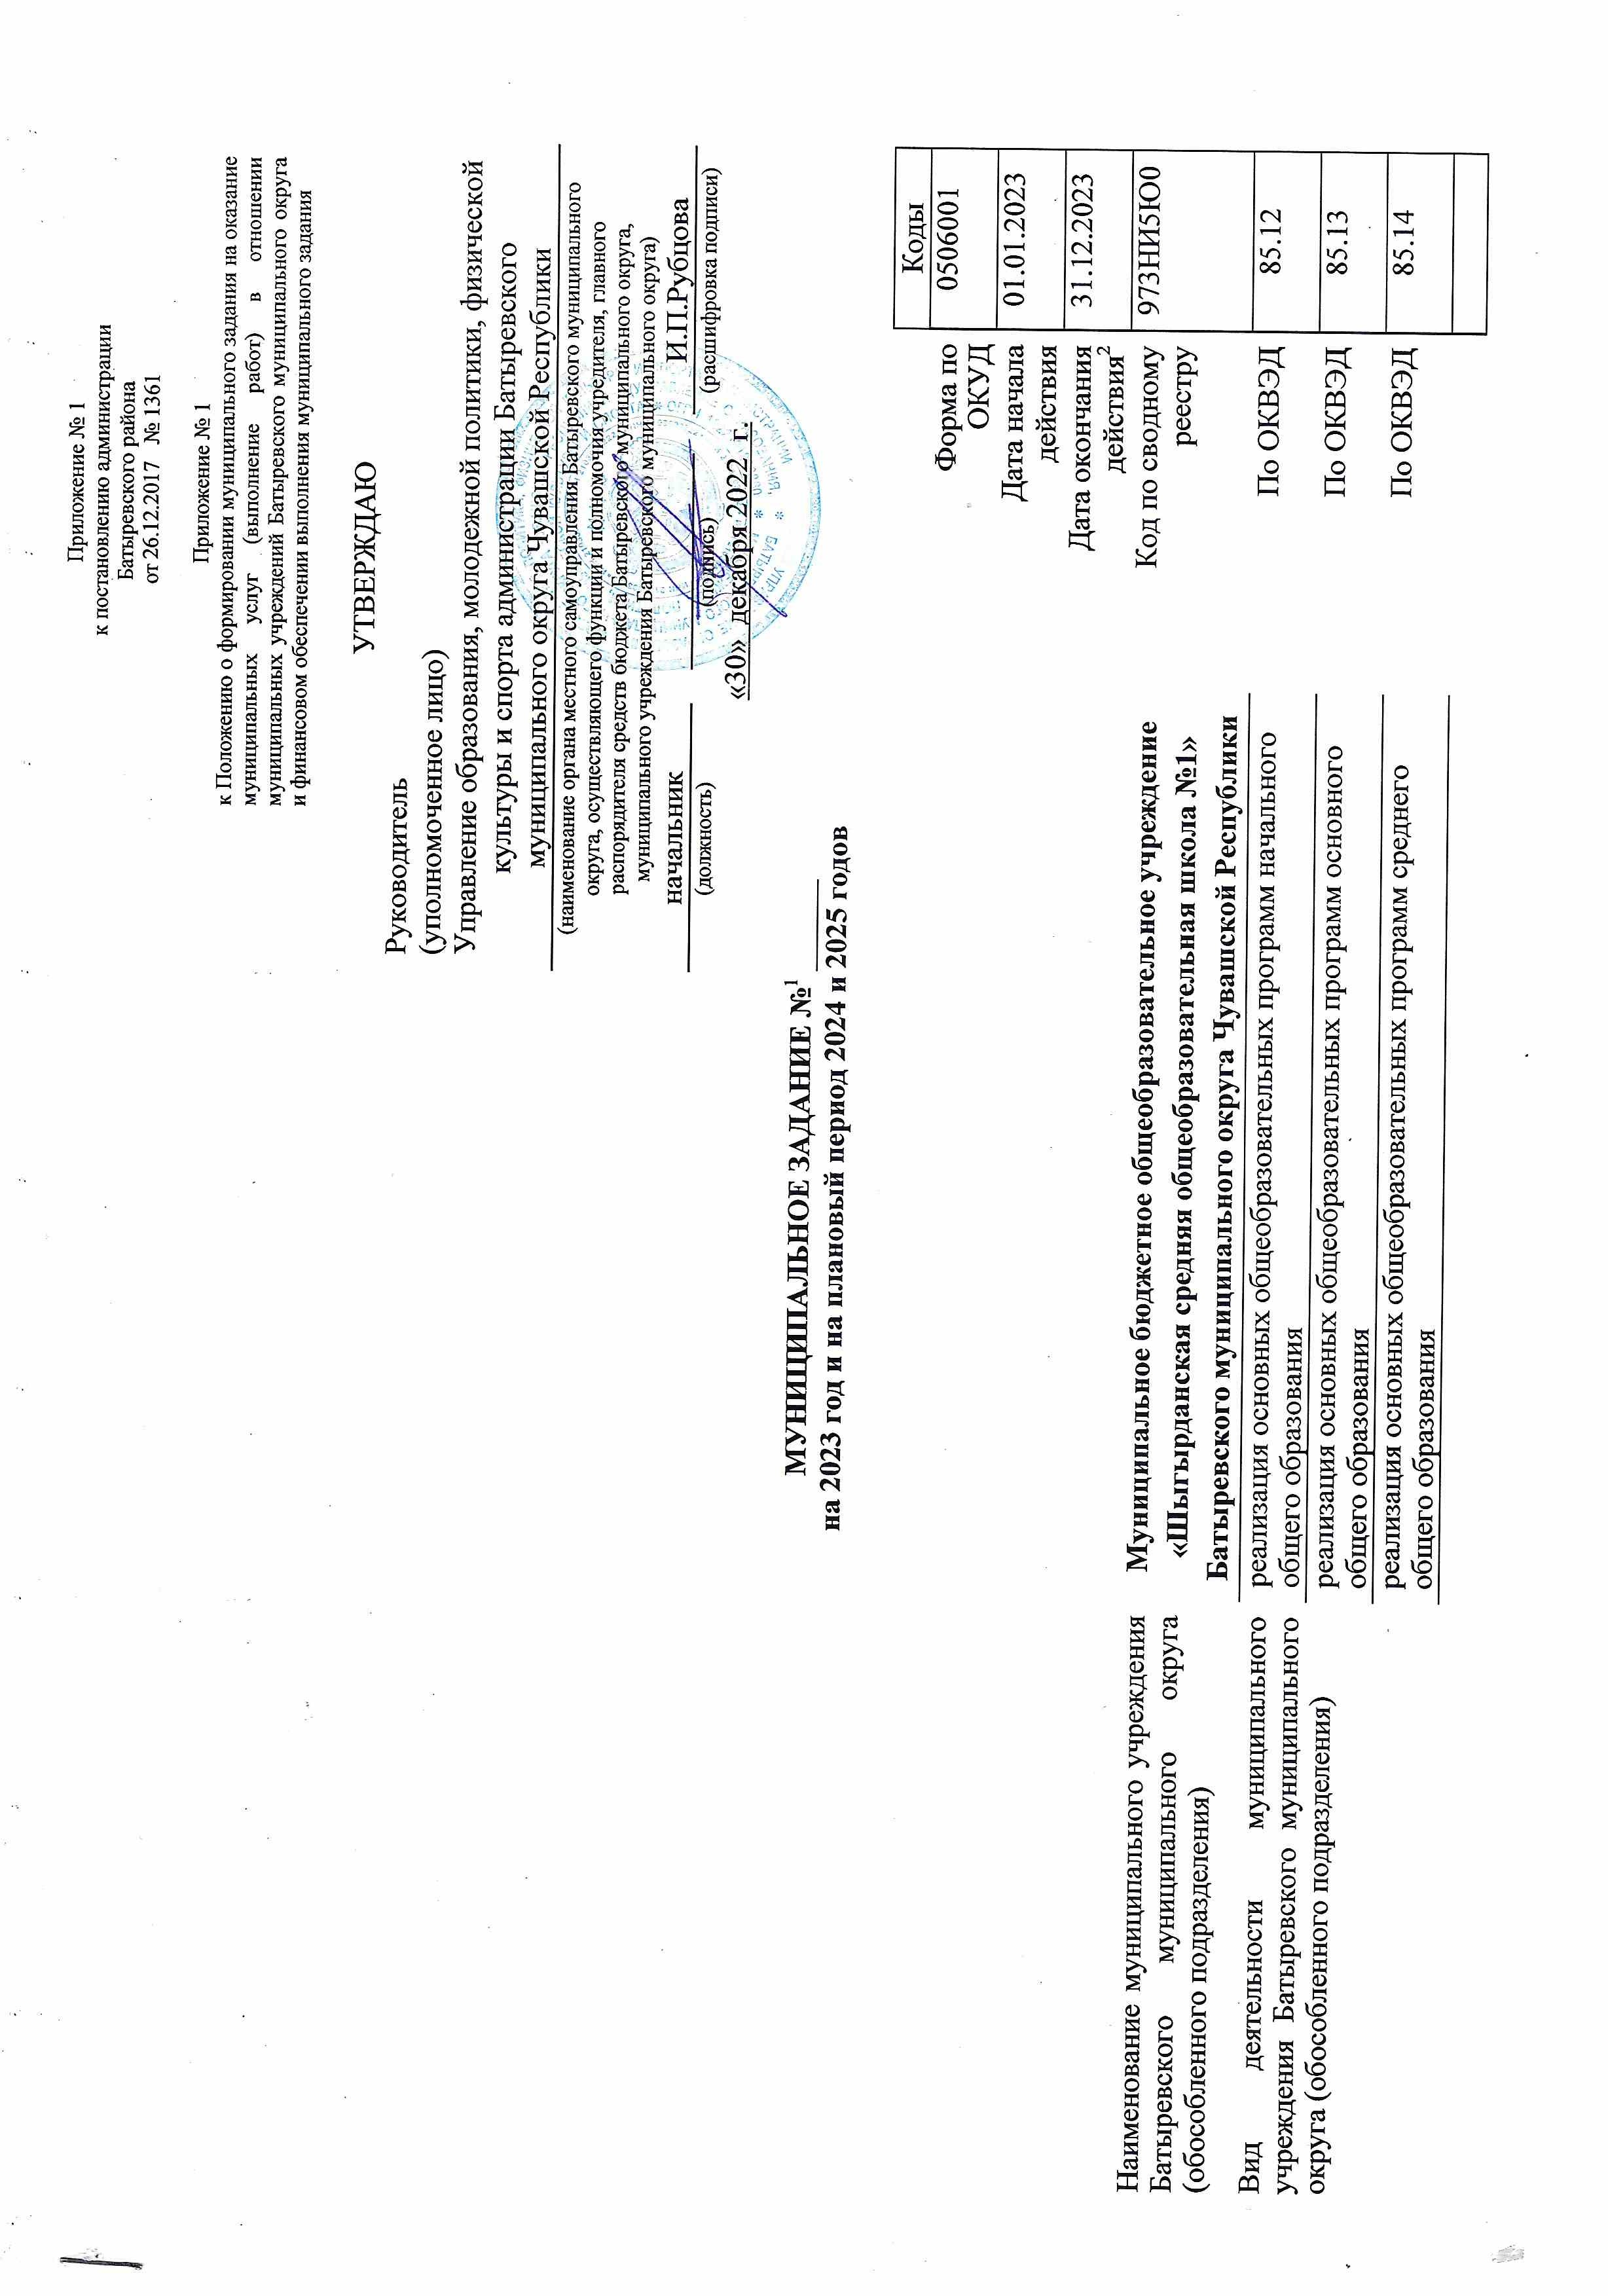 Приложение № 1
к постановлению администрации
Батыревского района
от 26.12.2017 № 1361
Приложение № 1
к Положению о формировании муниципального задания на оказание
муниципальных услуг (выполнение работ) в отношении
муниципальных учреждений Батыревского муниципального округа
и финансовом обеспечении выполнения муниципального задания
УТВЕРЖДАЮ
Руководитель
(уполномоченное лицо)
Управление образования, молодежной политики, физической
культуры и спорта администрации Батыревского
муниципального округа Чувашской Республики
(наименование органа местного самоуправления Батыревского муниципального
округа, осуществляющего функции и полномочия учредителя, главного
распорядителя средств бюджета Батыревского муниципального округа,
муниципального учреждения Батыревского муниципального округа)
начальник И.П.Рубцова
(должность) (подпись) (расшифровка подписи)
«30» декабря 2022 г.
МУНИЦИПАЛЬНОЕ ЗАДАНИЕ №1
на 2023 год и на плановый период 2024 и 2025 годов
Коды
Форма по ОКУД 0506001
Дата начала действия 01.01.2023
Дата окончания действия2 31.12.2023
Код по сводному реестру 973НИ5Ю0
Наименование муниципального учреждения
Батыревского муниципального округа
(обособленного подразделения)
Муниципальное бюджетное общеобразовательное учреждение
«Шыгырданская средняя общеобразовательная школа №1»
Батыревского муниципального округа Чувашской Республики
Вид деятельности муниципального
учреждения Батыревского муниципального
округа (обособленного подразделения)
реализация основных общеобразовательных программ начального
общего образования
По ОКВЭД 85.12
реализация основных общеобразовательных программ основного
общего образования
По ОКВЭД 85.13
реализация основных общеобразовательных программ среднего
общего образования
По ОКВЭД 85.14